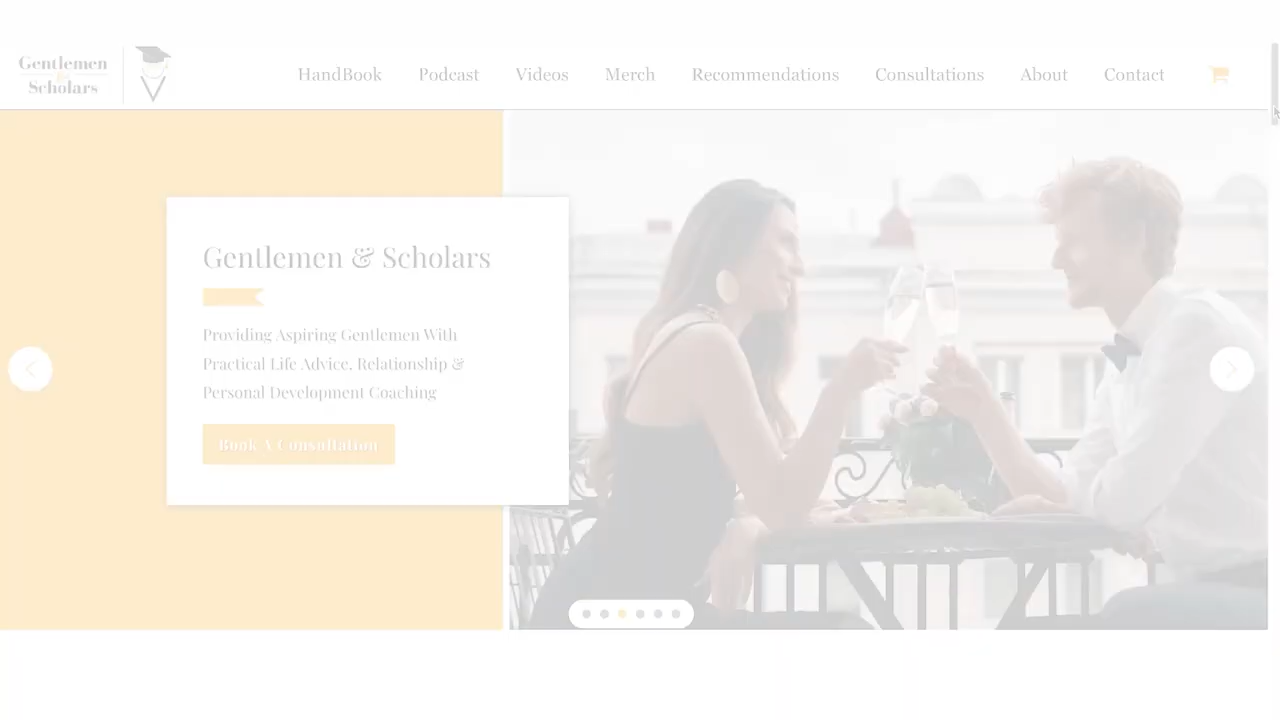 Gentlemen
Scholars
HandBook
Podcast
Videos
Merch
Recommendations
Consultations
About
Contact
Gentlemen & Scholars
Providing Aspiring Gentlemen With
Practical Life Advice, Relationship &
Personal Development Coaching
Book A Consultation